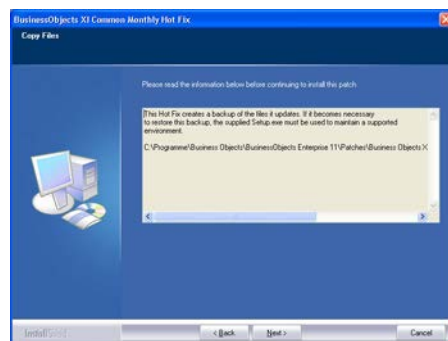 BusinessObjects XI Common Monthly Hot Fix
Copy Files
Please read the information below before continuing to install this patch
This Hot Fix creates a backup of the files it updates. If it becomes necessary
to restore this backup, the supplied Setup.exe must be used to maintain a supported
environment.
C:\Programme\Business Objects\BusinessObjects Enterprise 11\Patches\Business Objects X
InstallShield
< Back
Next >
Cancel